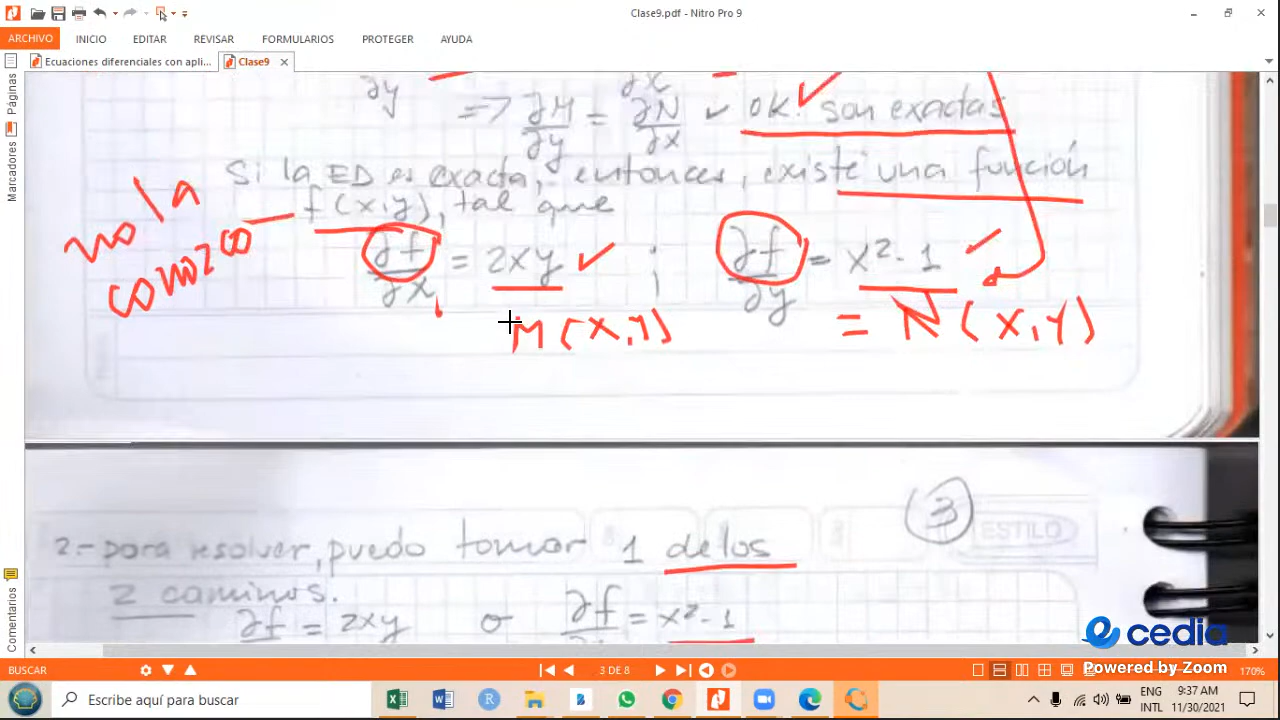 Clase9.pdf - Nitro Pro 9
ARCHIVO INICIO EDITAR REVISAR FORMULARIOS PROTEGER AYUDA
Ecuaciones diferenciales con apli... Clase9
Páginas
Marcadores
Comentarios
∂y ∂x
=> ∂M/∂y = ∂N/∂x ✓ OK! son exactas
Si la ED es exacta, entonces, existe una función
f(x,y), tal que
no la
conozco
∂f/∂x = 2xy ✓ ; ∂f/∂y = x²-1 ✓
M(X,Y) = N(X,Y)
3
ESTILO
2.- para resolver, puedo tomar 1 de los
2 caminos.
∂f = 2xy o ∂f = x²-1
cedia
Powered by Zoom
BUSCAR 3 DE 8 170%
Escribe aquí para buscar
ENG
INTL
9:37 AM
11/30/2021